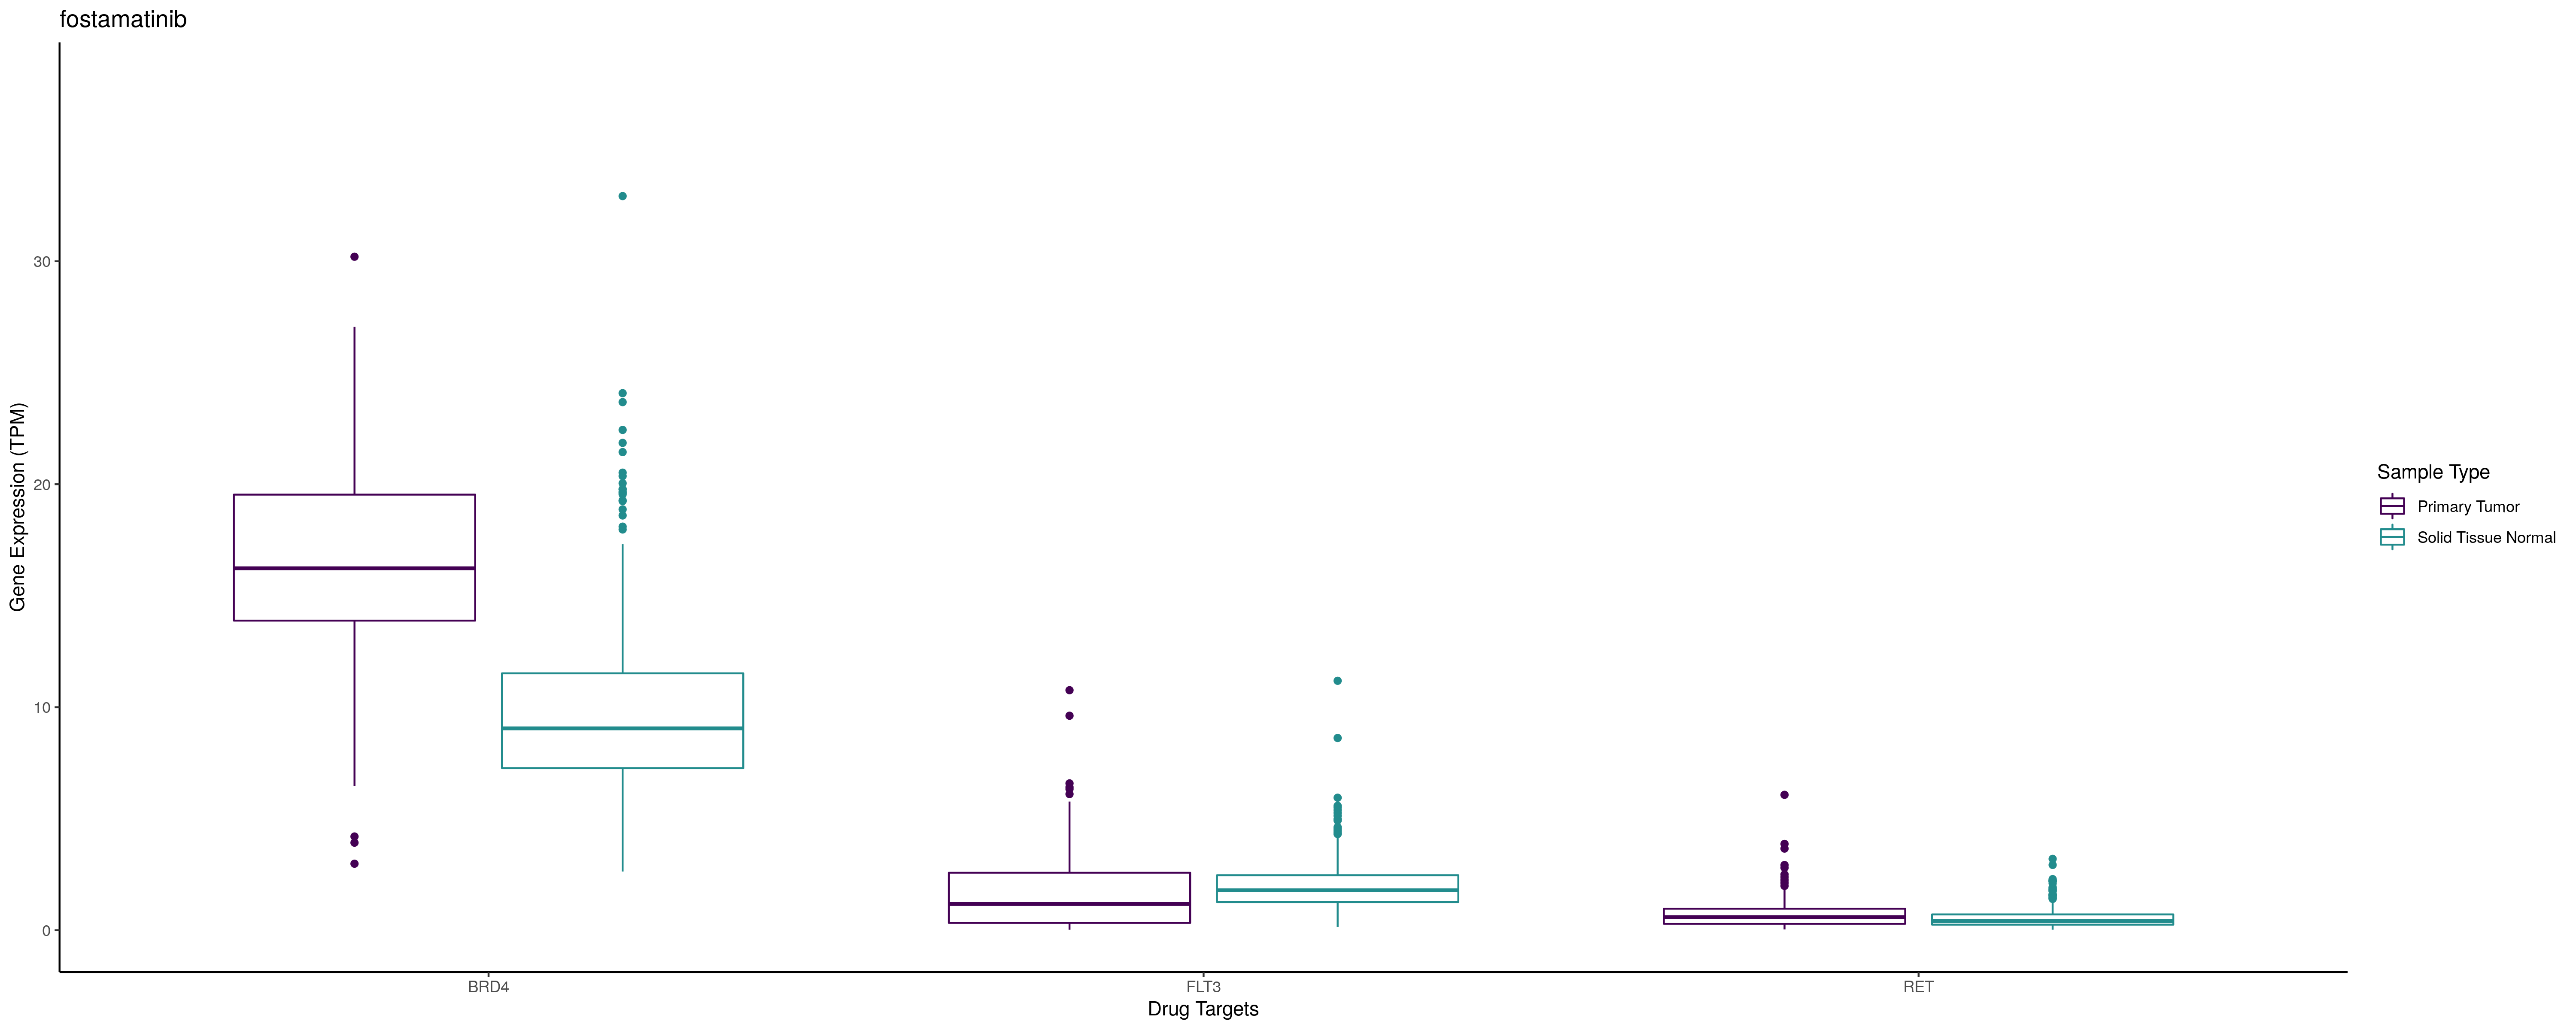 fostamatinib
Gene Expression (TPM)
30
20
10
0
BRD4
FLT3
RET
Drug Targets
Sample Type
Primary Tumor
Solid Tissue Normal